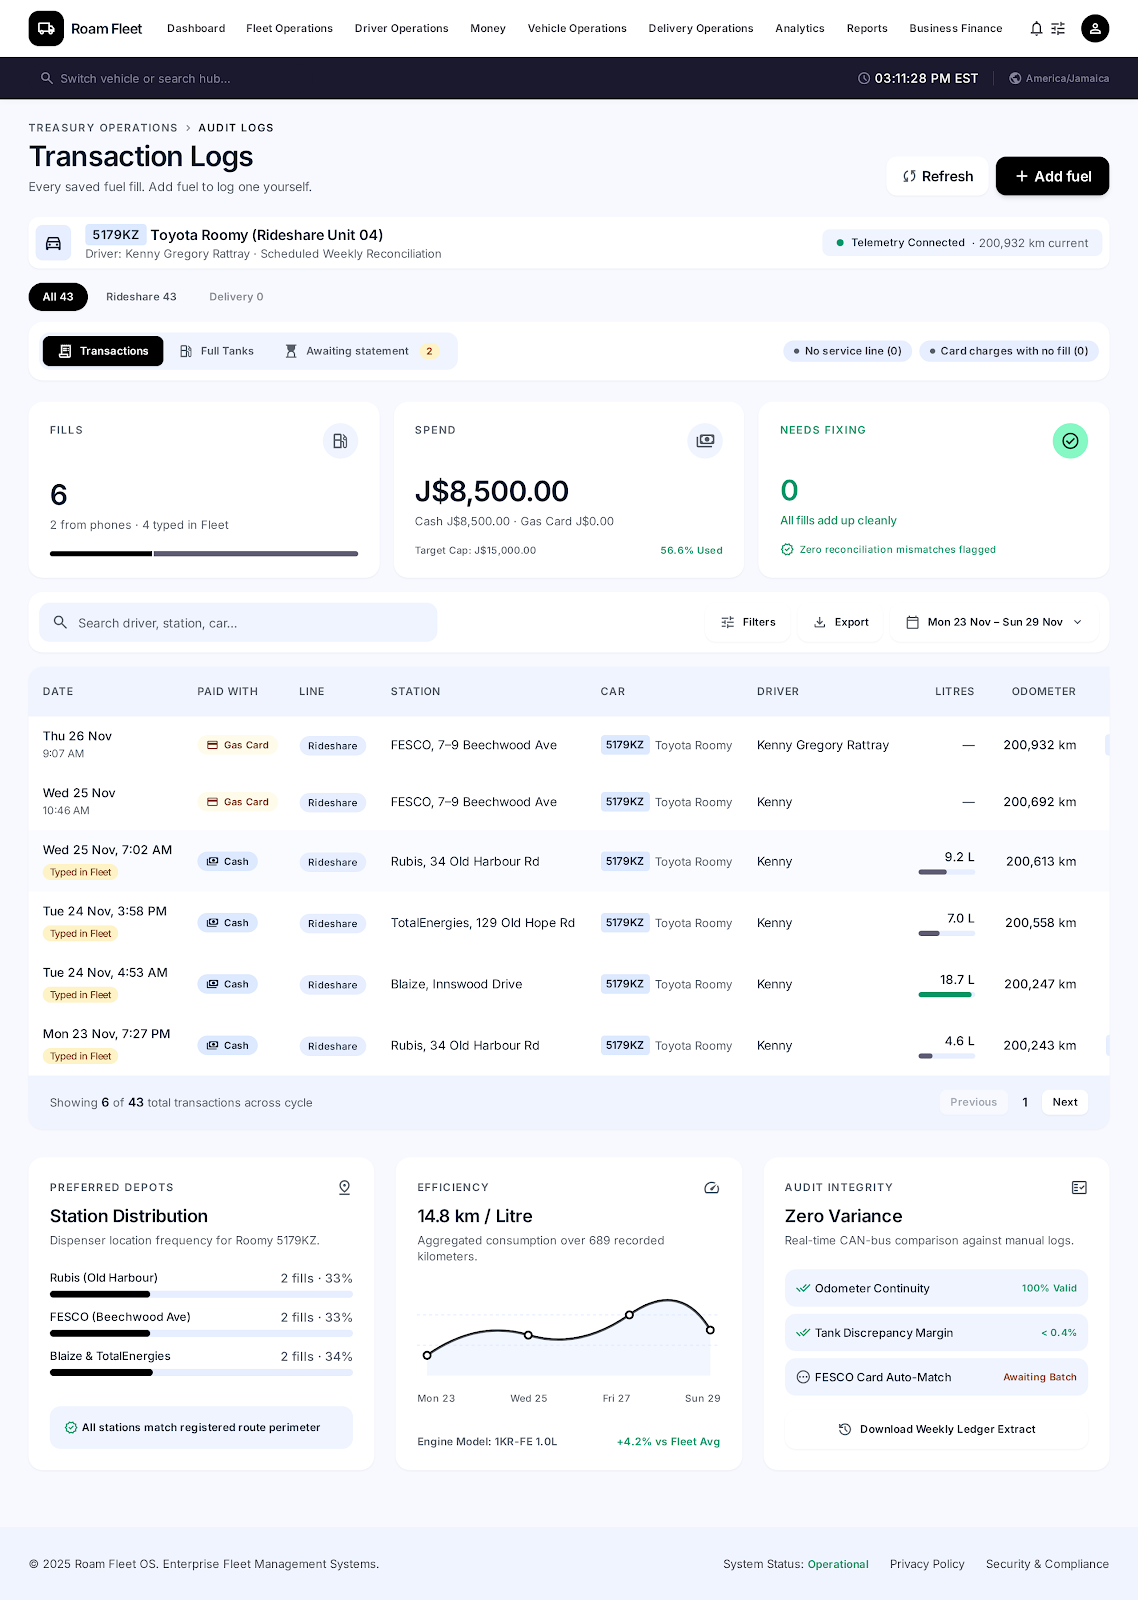 Roam Fleet
Dashboard
Fleet Operations
Driver Operations
Money
Vehicle Operations
Delivery Operations
Analytics
Reports
Business Finance
Switch vehicle or search hub...
03:11:28 PM EST
America/Jamaica
TREASURY OPERATIONS > AUDIT LOGS
Transaction Logs
Every saved fuel fill. Add fuel to log one yourself.
Refresh
+ Add fuel
5179KZ Toyota Roomy (Rideshare Unit 04)
Driver: Kenny Gregory Rattray · Scheduled Weekly Reconciliation
Telemetry Connected · 200,932 km current
All 43
Rideshare 43
Delivery 0
Transactions
Full Tanks
Awaiting statement 2
No service line (0)
Card charges with no fill (0)
FILLS
6
2 from phones · 4 typed in Fleet
SPEND
J$8,500.00
Cash J$8,500.00 · Gas Card J$0.00
Target Cap: J$15,000.00
56.6% Used
NEEDS FIXING
0
All fills add up cleanly
Zero reconciliation mismatches flagged
Search driver, station, car...
Filters
Export
Mon 23 Nov – Sun 29 Nov
DATE PAID WITH LINE STATION CAR DRIVER LITRES ODOMETER
Thu 26 Nov
9:07 AM
Gas Card Rideshare FESCO, 7–9 Beechwood Ave 5179KZ Toyota Roomy Kenny Gregory Rattray — 200,932 km
Wed 25 Nov
10:46 AM
Gas Card Rideshare FESCO, 7–9 Beechwood Ave 5179KZ Toyota Roomy Kenny — 200,692 km
Wed 25 Nov, 7:02 AM
Typed in Fleet
Cash Rideshare Rubis, 34 Old Harbour Rd 5179KZ Toyota Roomy Kenny 9.2 L 200,613 km
Tue 24 Nov, 3:58 PM
Typed in Fleet
Cash Rideshare TotalEnergies, 129 Old Hope Rd 5179KZ Toyota Roomy Kenny 7.0 L 200,558 km
Tue 24 Nov, 4:53 AM
Typed in Fleet
Cash Rideshare Blaize, Innswood Drive 5179KZ Toyota Roomy Kenny 18.7 L 200,247 km
Mon 23 Nov, 7:27 PM
Typed in Fleet
Cash Rideshare Rubis, 34 Old Harbour Rd 5179KZ Toyota Roomy Kenny 4.6 L 200,243 km
Showing 6 of 43 total transactions across cycle
Previous 1 Next
PREFERRED DEPOTS
Station Distribution
Dispenser location frequency for Roomy 5179KZ.
Rubis (Old Harbour) 2 fills · 33%
FESCO (Beechwood Ave) 2 fills · 33%
Blaize & TotalEnergies 2 fills · 34%
All stations match registered route perimeter
EFFICIENCY
14.8 km / Litre
Aggregated consumption over 689 recorded
kilometers.
Mon 23 Wed 25 Fri 27 Sun 29
Engine Model: 1KR-FE 1.0L
+4.2% vs Fleet Avg
AUDIT INTEGRITY
Zero Variance
Real-time CAN-bus comparison against manual logs.
Odometer Continuity 100% Valid
Tank Discrepancy Margin < 0.4%
FESCO Card Auto-Match Awaiting Batch
Download Weekly Ledger Extract
© 2025 Roam Fleet OS. Enterprise Fleet Management Systems.
System Status: Operational
Privacy Policy
Security & Compliance